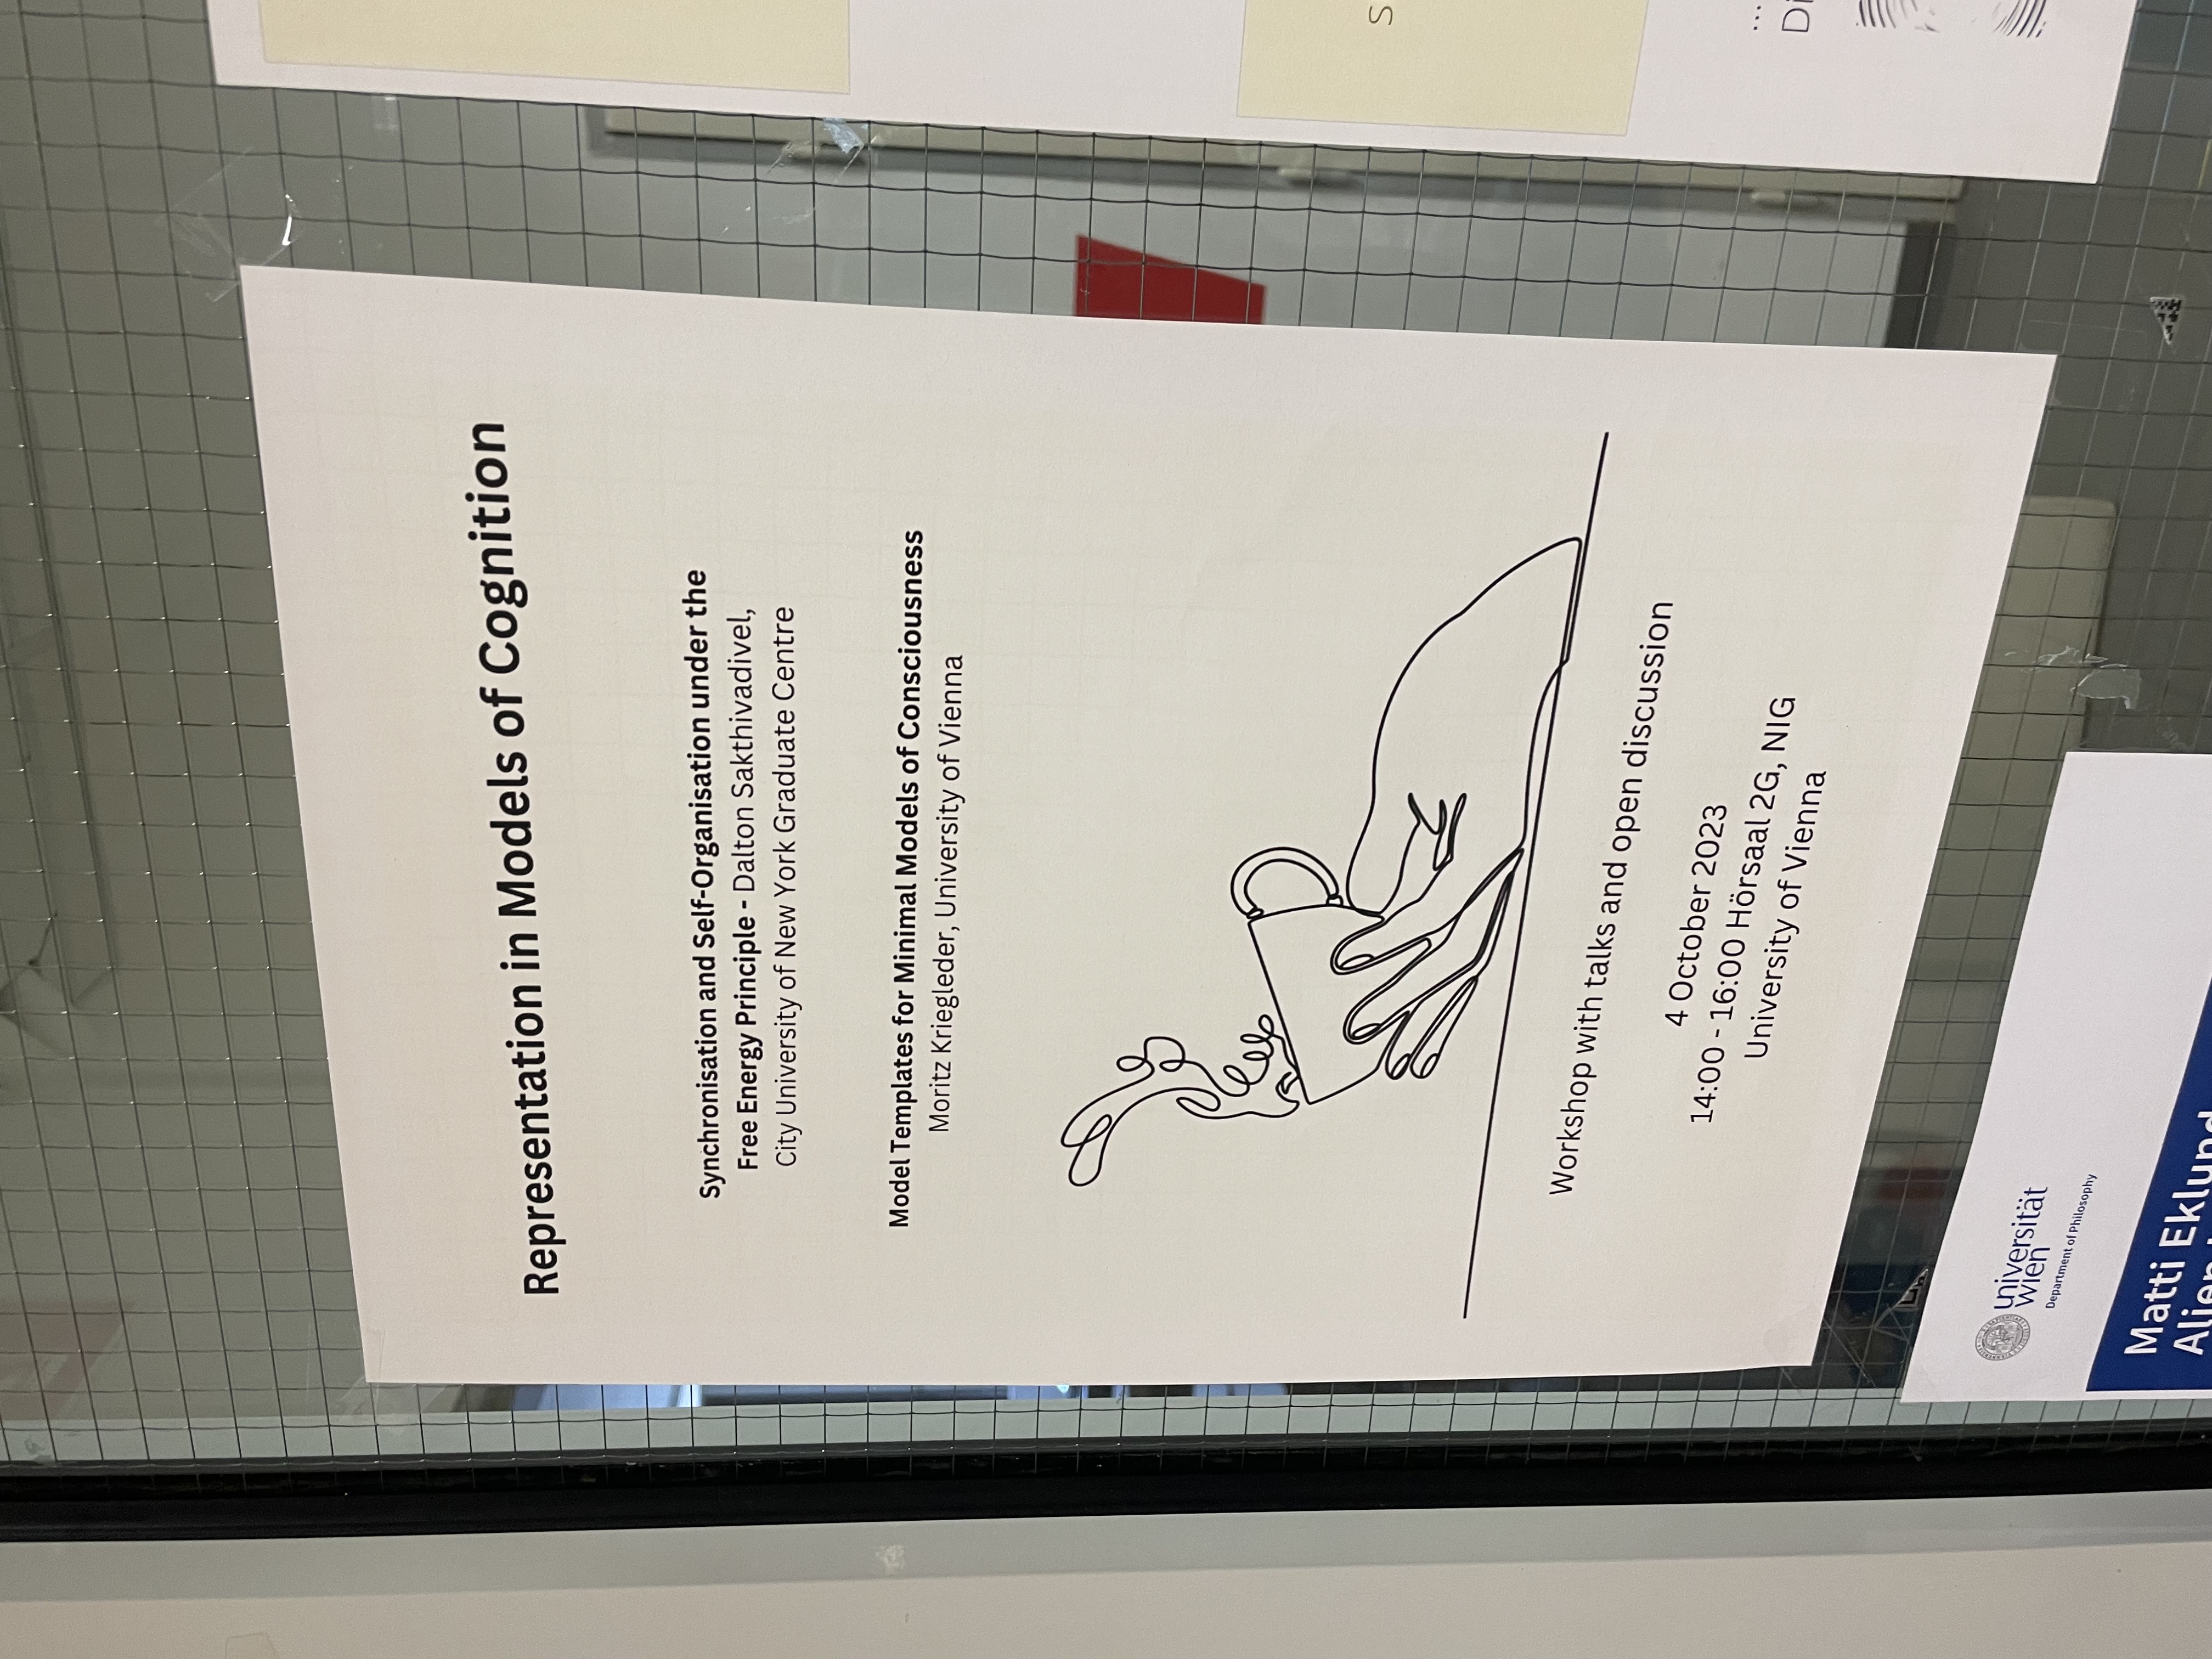 Representation in Models of Cognition
Synchronisation and Self-Organisation under the
Free Energy Principle - Dalton Sakthivadivel,
City University of New York Graduate Centre
Model Templates for Minimal Models of Consciousness
Moritz Kriegleder, University of Vienna
Workshop with talks and open discussion
4 October 2023
14:00 - 16:00 Hörsaal 2G, NIG
University of Vienna
universität
wien
Department of Philosophy
Matti Eklund
S
...
Di